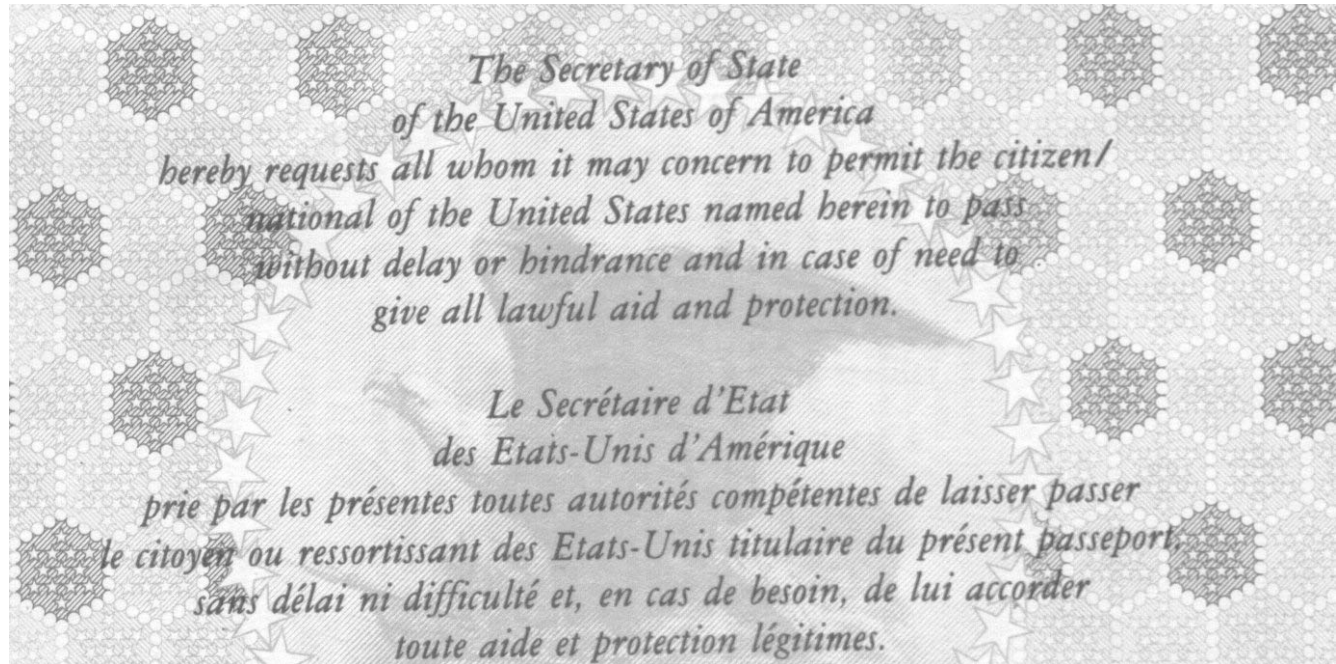 The Secretary of State
of the United States of America
hereby requests all whom it may concern to permit the citizen/
national of the United States named herein to pass
without delay or hindrance and in case of need to
give all lawful aid and protection.
Le Secrétaire d'Etat
des Etats-Unis d'Amérique
prie par les présentes toutes autorités compétentes de laisser passer
le citoyen ou ressortissant des Etats-Unis titulaire du présent passeport,
sans délai ni difficulté et, en cas de besoin, de lui accorder
toute aide et protection légitimes.